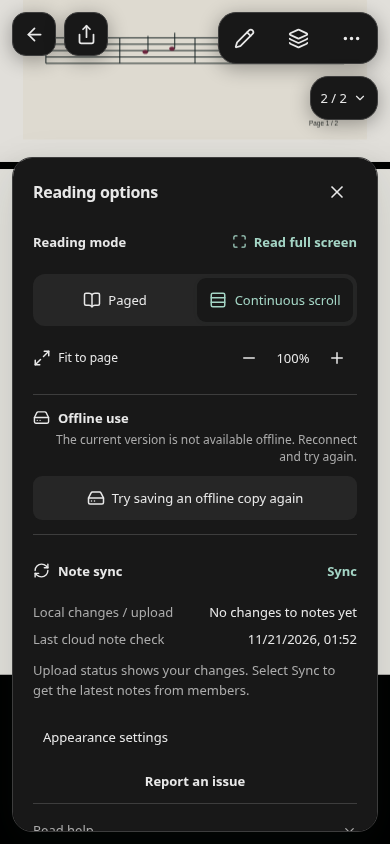 2 / 2
Page 1 / 2
Reading options
Reading mode
Read full screen
Paged
Continuous scroll
Fit to page
100%
Offline use
The current version is not available offline. Reconnect
and try again.
Try saving an offline copy again
Note sync
Sync
Local changes / upload
No changes to notes yet
Last cloud note check
11/21/2026, 01:52
Upload status shows your changes. Select Sync to
get the latest notes from members.
Appearance settings
Report an issue
Read help